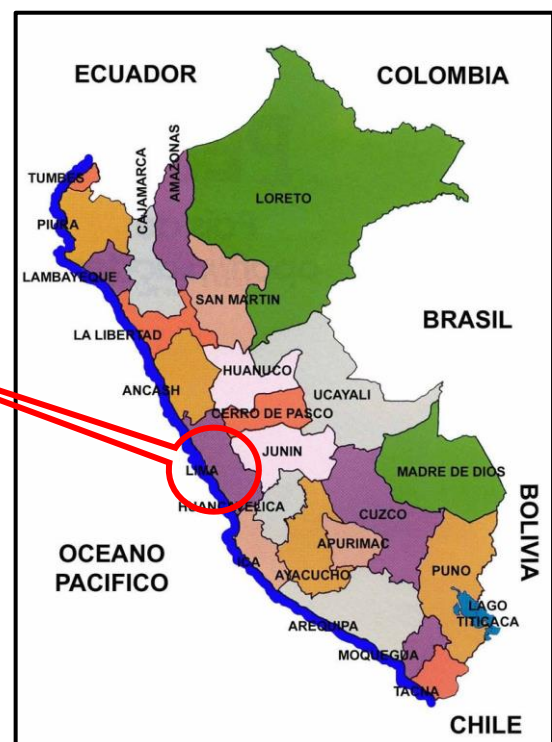 ECUADOR
COLOMBIA
TUMBES
CAJAMARCA
AMAZONAS
PIURA
LORETO
LAMBAYEQUE
SAN MARTIN
LA LIBERTAD
BRASIL
HUANUCO
ANCASH
UCAYALI
CERRO DE PASCO
JUNIN
LIMA
MADRE DE DIOS
HUANCAVELICA
CUZCO
OCEANO
PACIFICO
BOLIVIA
APURIMAC
ICA
AYACUCHO
PUNO
LAGO
TITICACA
AREQUIPA
MOQUEGUA
TACNA
CHILE